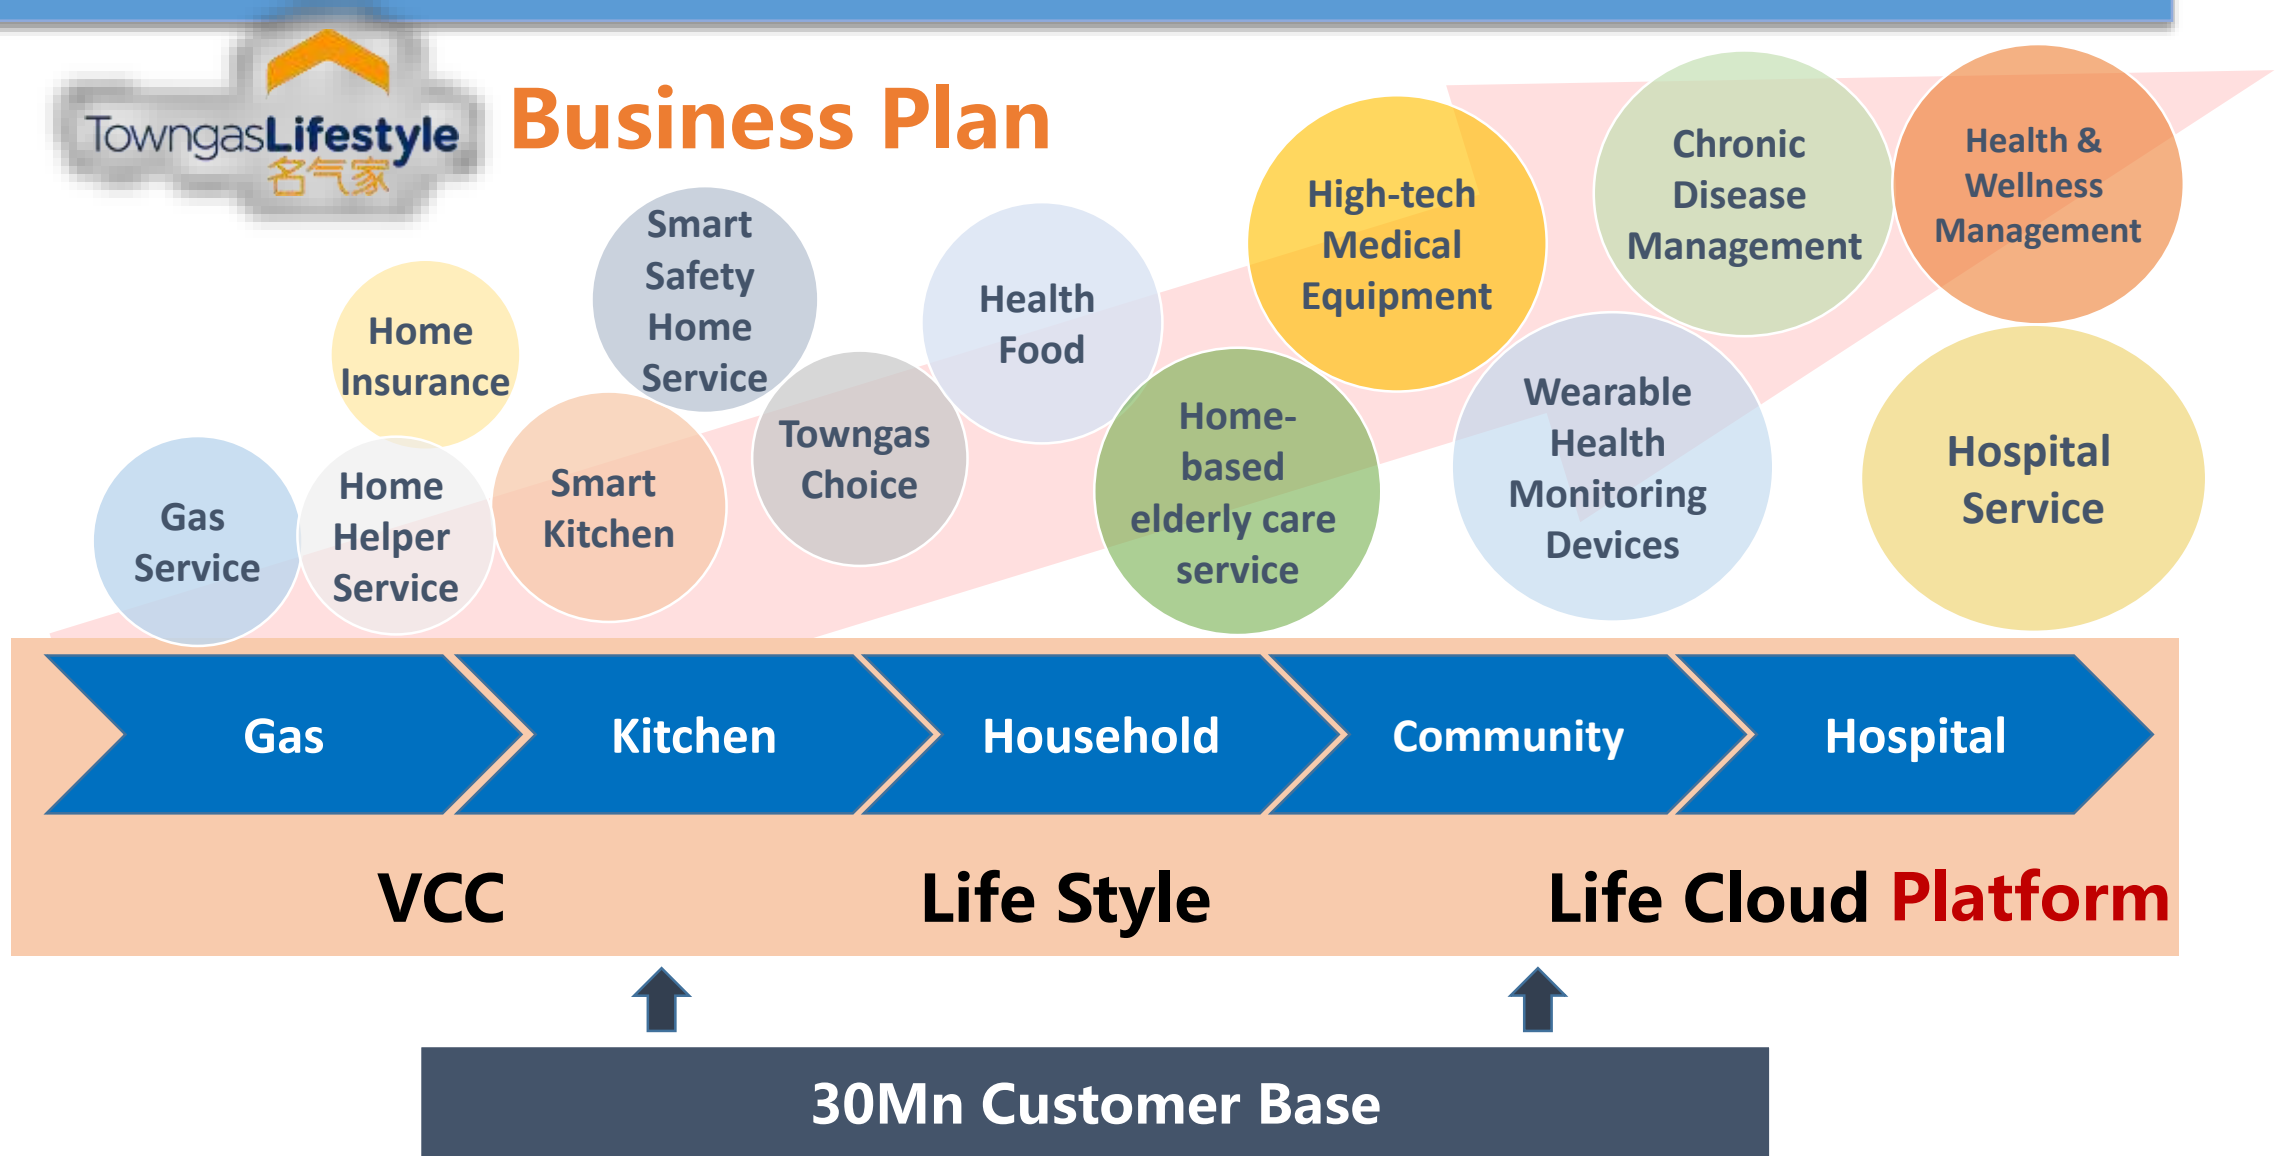 TowngasLifestyle
名气家
Business Plan
Gas
Service
Home
Insurance
Home
Helper
Service
Smart
Safety
Home
Service
Smart
Kitchen
Towngas
Choice
Health
Food
Home-
based
elderly care
service
High-tech
Medical
Equipment
Wearable
Health
Monitoring
Devices
Chronic
Disease
Management
Health &
Wellness
Management
Hospital
Service
Gas
Kitchen
Household
Community
Hospital
VCC
Life Style
Life Cloud Platform
30Mn Customer Base